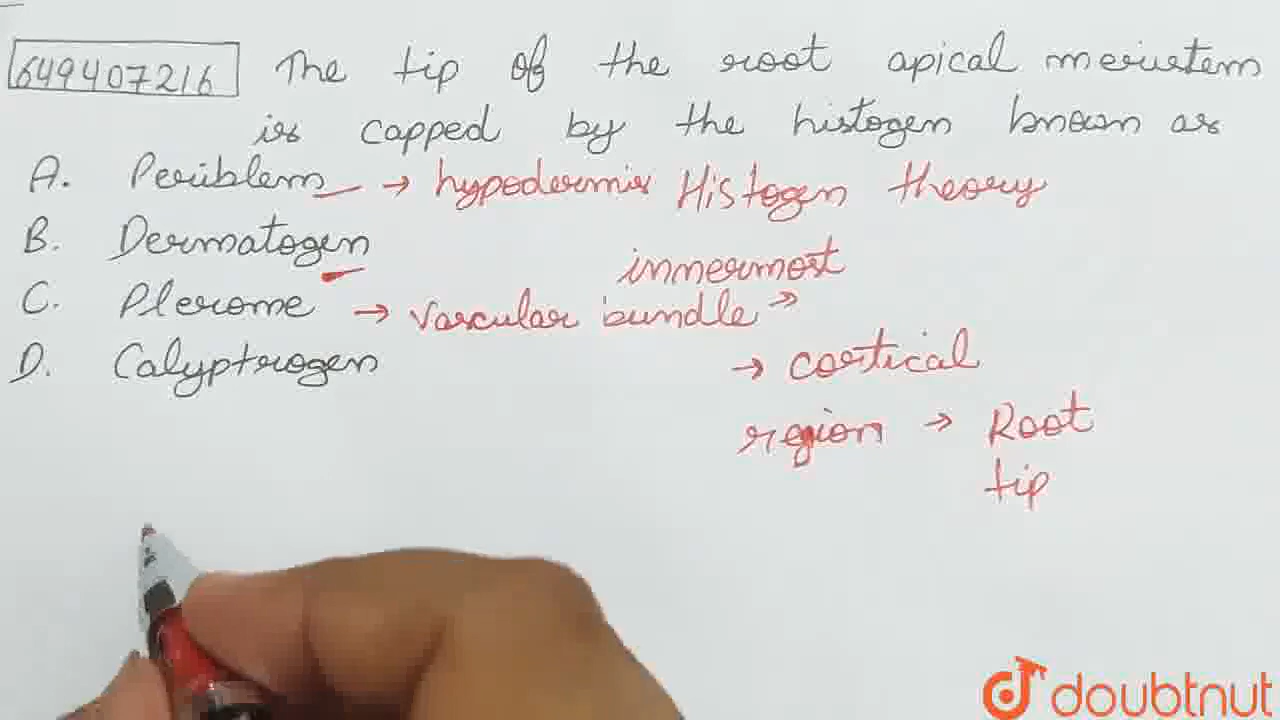 649407216 The tip of the root apical meristem
is capped by the histogen known as
A. Periblem → hypodermis Histogen theory
B. Dermatogen
innermost
C. Plerome → vascular bundle →
D. Calyptrogen
→ cortical
region → Root
tip
doubtnut